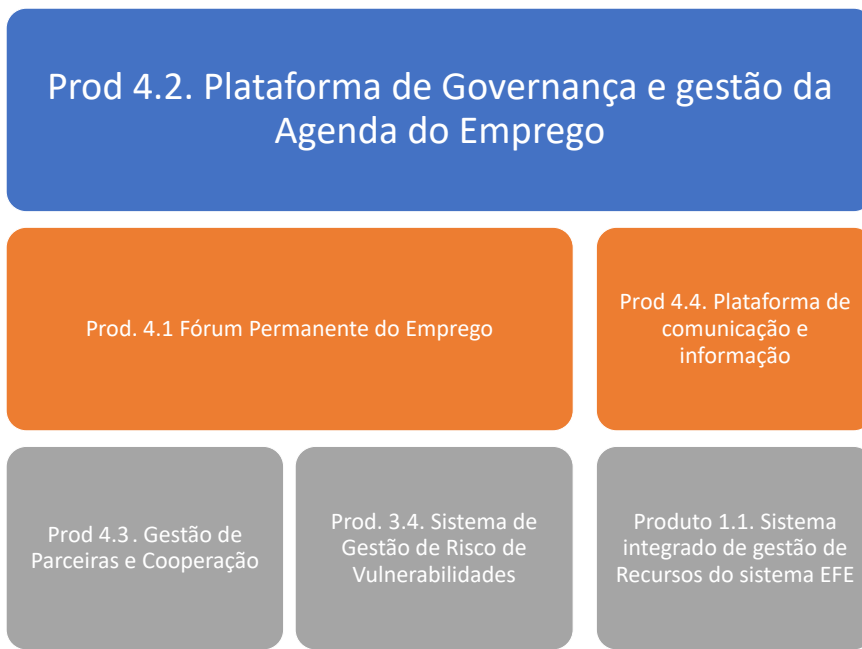 Prod 4.2. Plataforma de Governança e gestão da
Agenda do Emprego
Prod. 4.1 Fórum Permanente do Emprego
Prod 4.4. Plataforma de
comunicação e
informação
Prod 4.3. Gestão de
Parceiras e Cooperação
Prod. 3.4. Sistema de
Gestão de Risco de
Vulnerabilidades
Produto 1.1. Sistema
integrado de gestão de
Recursos do sistema EFE